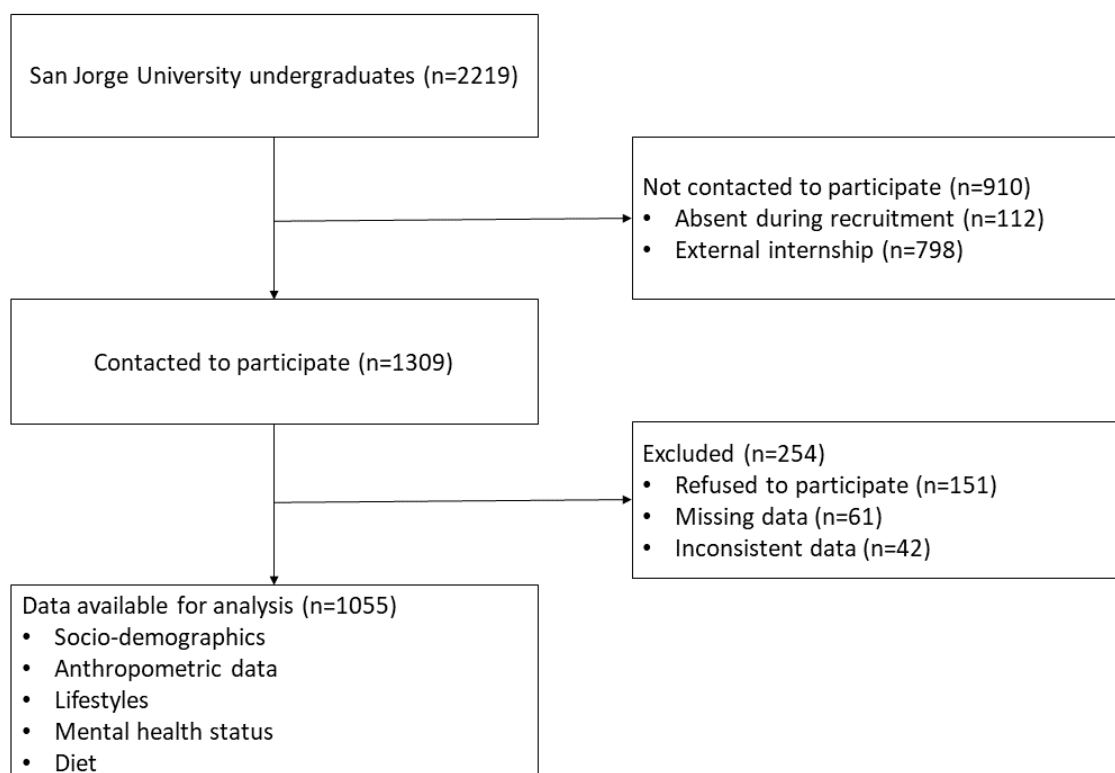 San Jorge University undergraduates (n=2219)
Not contacted to participate (n=910)
• Absent during recruitment (n=112)
• External internship (n=798)
Contacted to participate (n=1309)
Excluded (n=254)
• Refused to participate (n=151)
• Missing data (n=61)
• Inconsistent data (n=42)
Data available for analysis (n=1055)
• Socio-demographics
• Anthropometric data
• Lifestyles
• Mental health status
• Diet